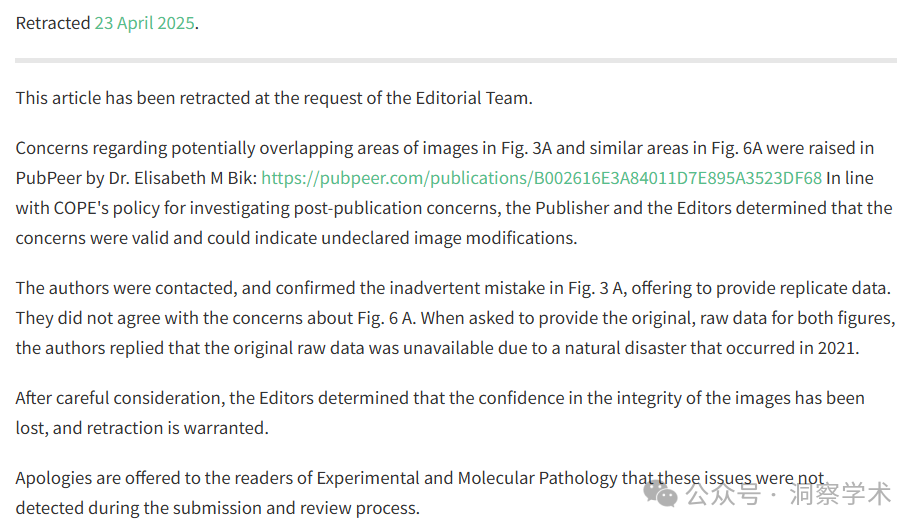 Retracted 23 April 2025.
This article has been retracted at the request of the Editorial Team.
Concerns regarding potentially overlapping areas of images in Fig. 3A and similar areas in Fig. 6A were raised in
PubPeer by Dr. Elisabeth M Bik: https://pubpeer.com/publications/B002616E3A84011D7E895A3523DF68 In line
with COPE's policy for investigating post-publication concerns, the Publisher and the Editors determined that the
concerns were valid and could indicate undeclared image modifications.
The authors were contacted, and confirmed the inadvertent mistake in Fig. 3 A, offering to provide replicate data.
They did not agree with the concerns about Fig. 6 A. When asked to provide the original, raw data for both figures,
the authors replied that the original raw data was unavailable due to a natural disaster that occurred in 2021.
After careful consideration, the Editors determined that the confidence in the integrity of the images has been
lost, and retraction is warranted.
Apologies are offered to the readers of Experimental and Molecular Pathology that these issues were not
detected during the submission and review process.
公众号 · 洞察学术